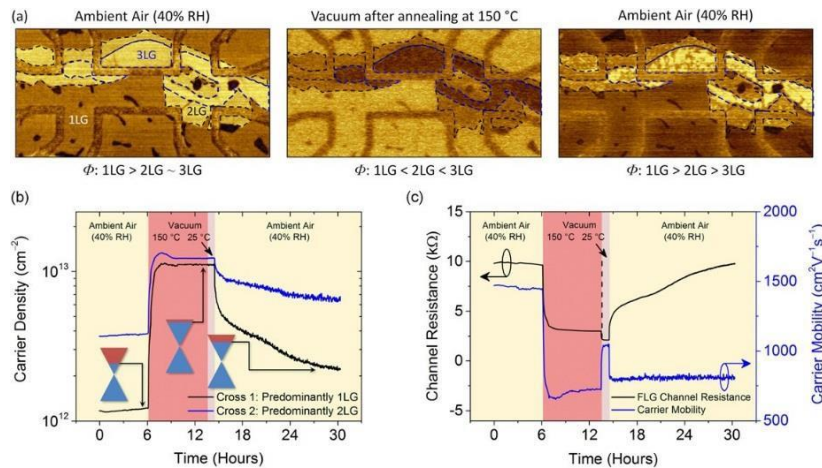 (a)
Ambient Air (40% RH)
Vacuum after annealing at 150 °C
Ambient Air (40% RH)
3LG
2LG
1LG
Φ: 1LG > 2LG ~ 3LG
Φ: 1LG < 2LG < 3LG
Φ: 1LG > 2LG > 3LG
(b)
Ambient Air
(40% RH)
Vacuum
150 °C 25 °C
Ambient Air
(40% RH)
Carrier Density (cm⁻²)
10¹³
10¹²
Cross 1: Predominantly 1LG
Cross 2: Predominantly 2LG
0 6 12 18 24 30
Time (Hours)
(c)
Ambient Air
(40% RH)
Vacuum
150 °C 25 °C
Ambient Air
(40% RH)
Channel Resistance (kΩ)
15
10
5
0
-5
Carrier Mobility (cm²V⁻¹s⁻¹)
2000
1500
1000
500
FLG Channel Resistance
Carrier Mobility
0 6 12 18 24 30
Time (Hours)